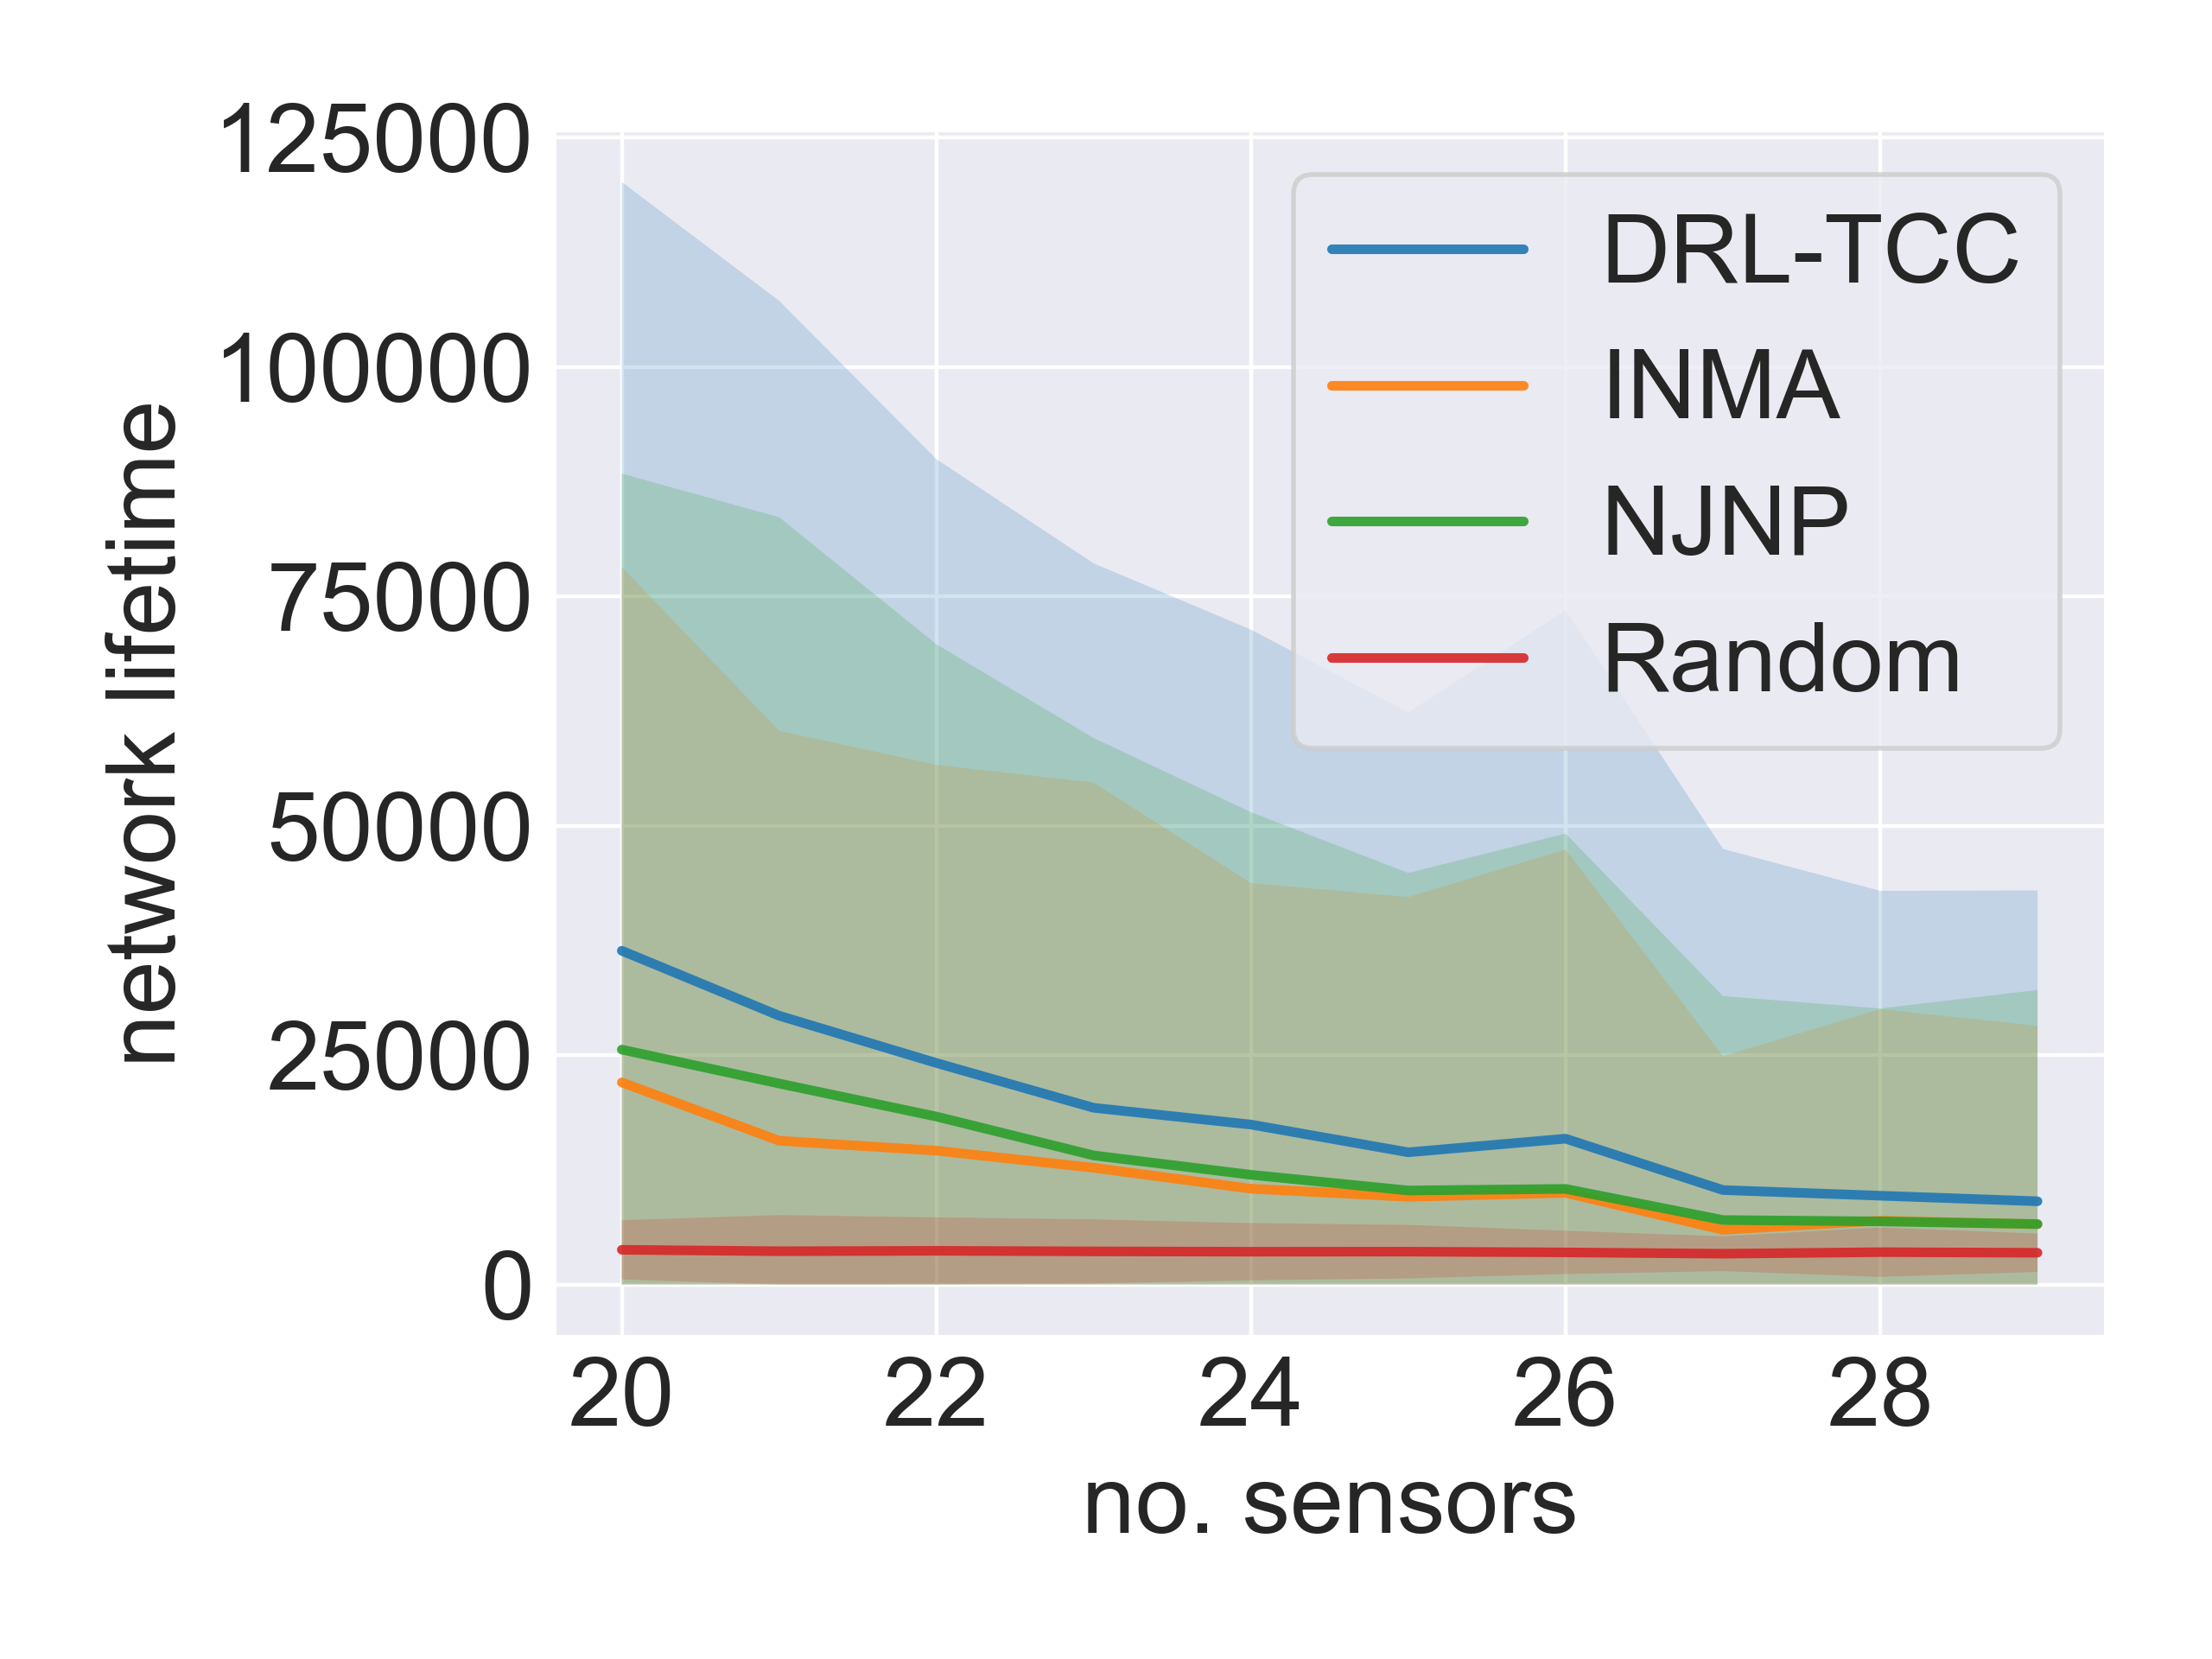 125000
100000
75000
50000
25000
0
network lifetime
20 22 24 26 28
no. sensors
DRL-TCC
INMA
NJNP
Random